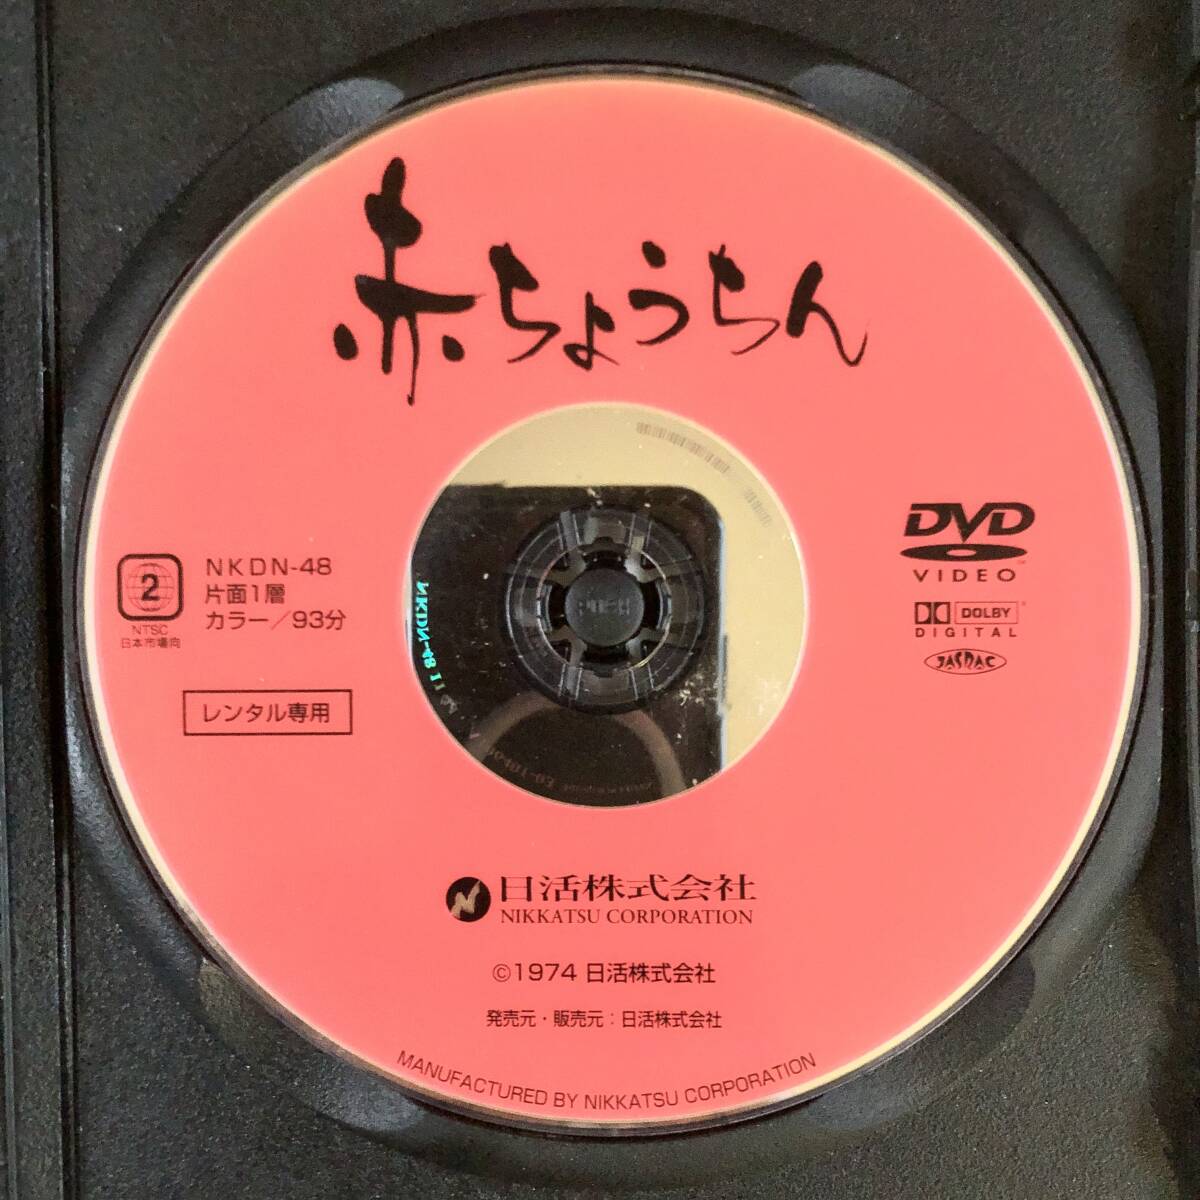 赤ちょうちん
2
NTSC
日本市場向
NKDN-48
片面1層
カラー/93分
レンタル専用
DVD
VIDEO
DOLBY
DIGITAL
JASRAC
PUSH
NKDN-48
日活株式会社
NIKKATSU CORPORATION
©1974 日活株式会社
発売元・販売元:日活株式会社
MANUFACTURED BY NIKKATSU CORPORATION